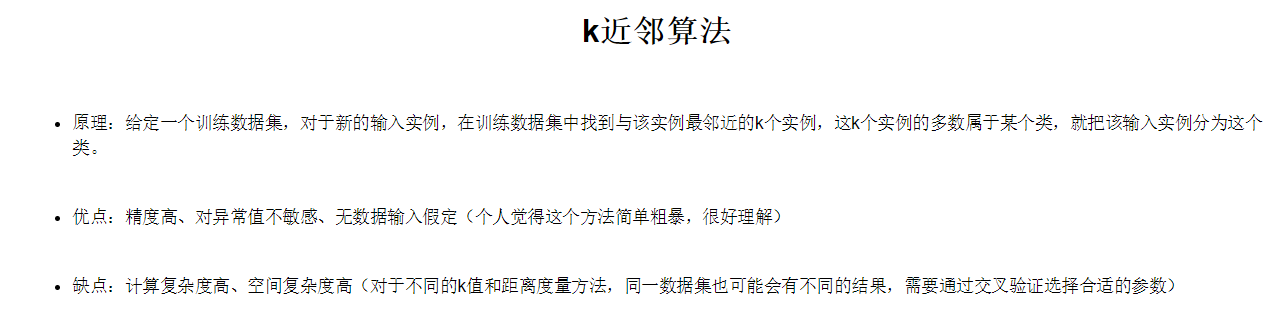 k近邻算法
原理：给定一个训练数据集，对于新的输入实例，在训练数据集中找到与该实例最邻近的k个实例，这k个实例的多数属于某个类，就把该输入实例分为这个
类。
优点：精度高、对异常值不敏感、无数据输入假定（个人觉得这个方法简单粗暴，很好理解）
缺点：计算复杂度高、空间复杂度高（对于不同的k值和距离度量方法，同一数据集也可能会有不同的结果，需要通过交叉验证选择合适的参数）